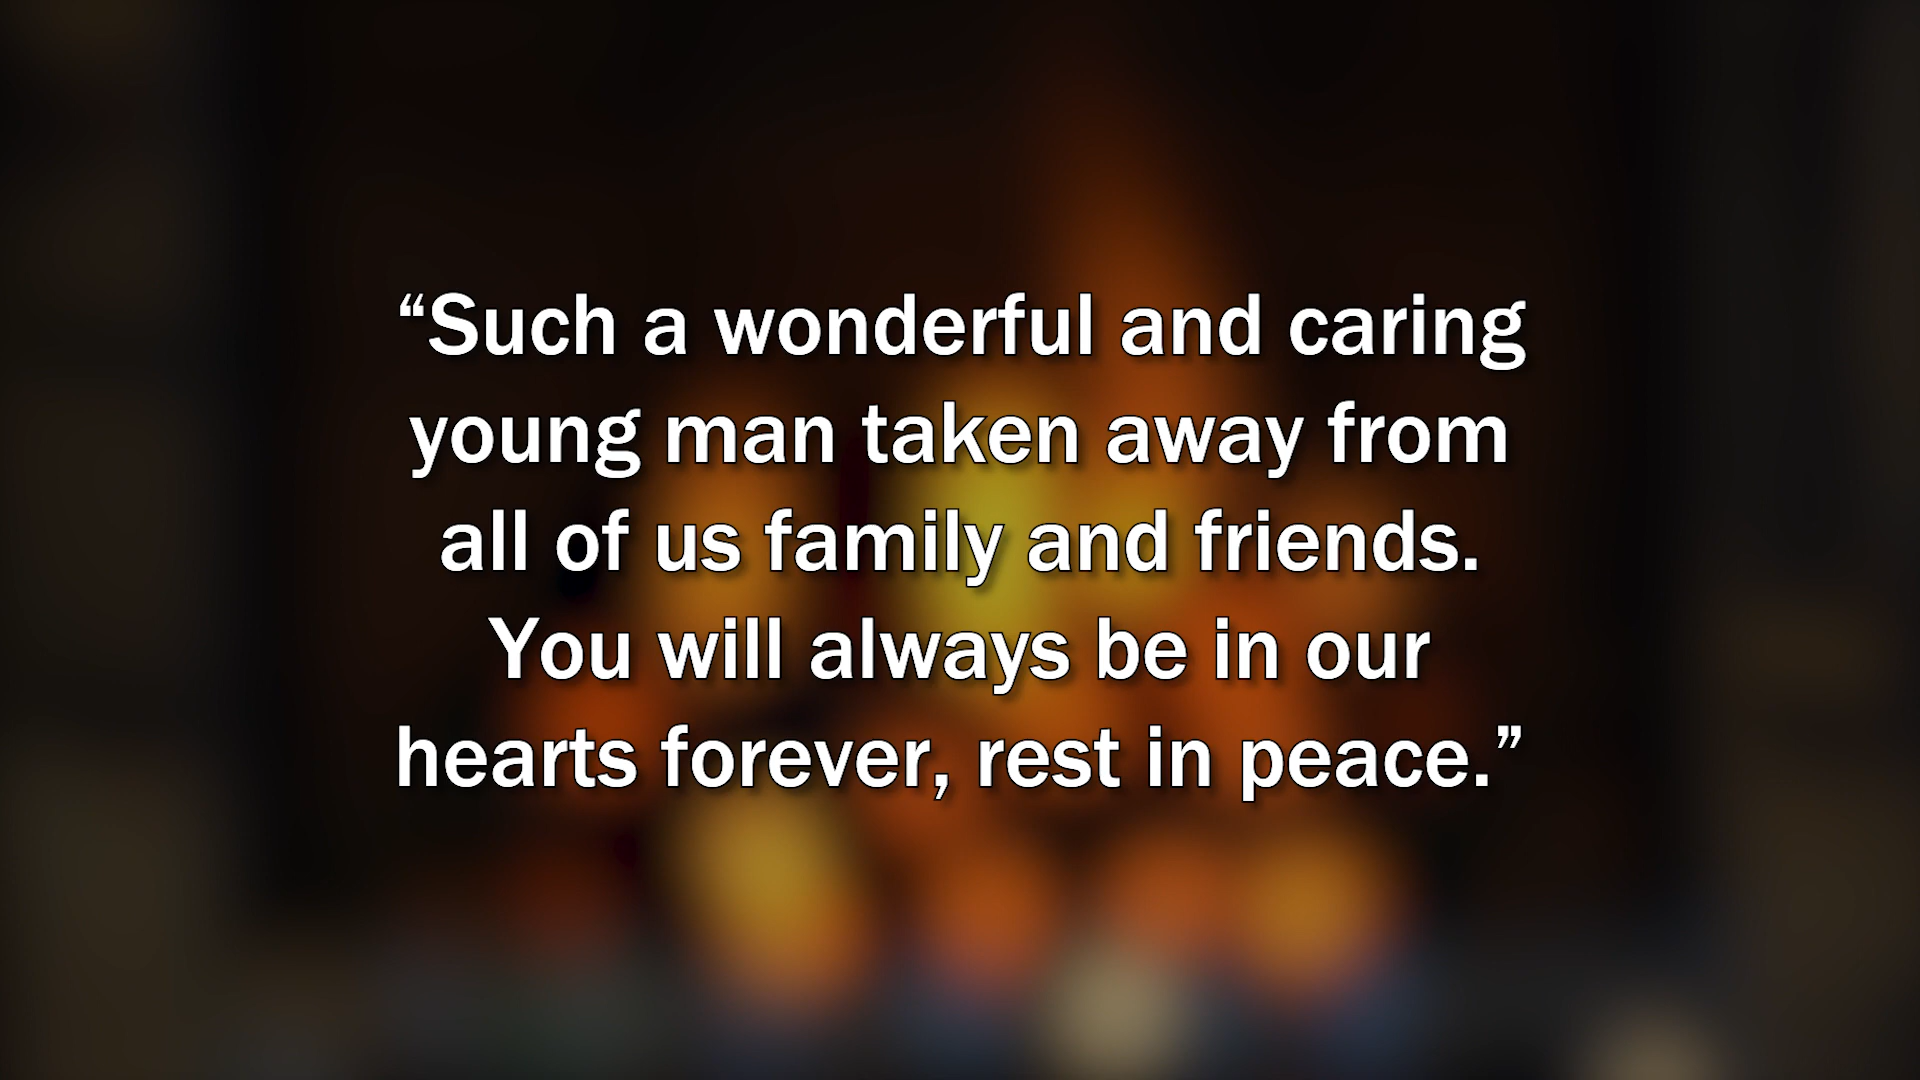 “Such a wonderful and caring
young man taken away from
all of us family and friends.
You will always be in our
hearts forever, rest in peace.”